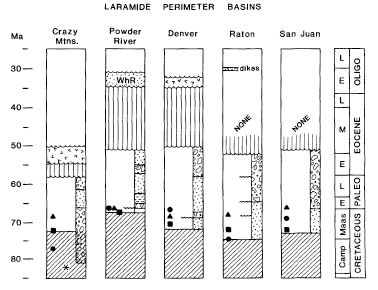 LARAMIDE PERIMETER BASINS
Ma
Crazy Mtns.
Powder River
Denver
Raton
San Juan
30
40
50
60
70
80
WhR
dikes
NONE
NONE
L
E
OLIGO
L
M
E
EOCENE
L
E
PALEO
Maas
Camp
CRETACEOUS